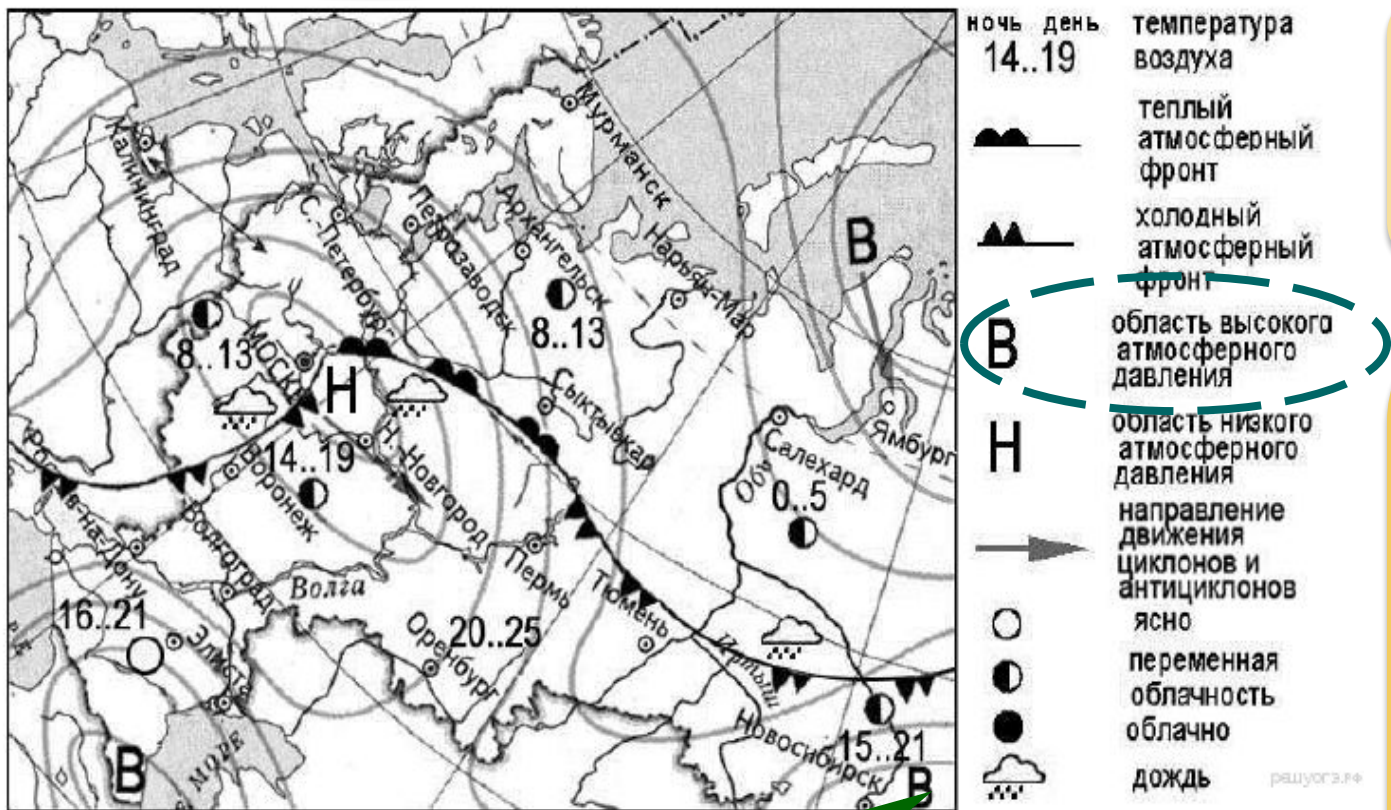 Мурманск
Калининград
С.-Петербург
Петрозаводск
Архангельск
Нарьян-Мар
В
8..13
8..13
МОСКВА
Н
Сыктывкар
Ямбург
Салехард
Обь
0..5
14..19
Воронеж
Н. Новгород
Волгоград
Пермь
Тюмень
Волга
Иртыш
16..21
Элиста
Оренбург
20..25
Новосибирск
15..21
В
МОРЕ
В
ночь день
14..19
температура
воздуха
теплый
атмосферный
фронт
холодный
атмосферный
фронт
В
область высокого
атмосферного
давления
Н
область низкого
атмосферного
давления
направление
движения
циклонов и
антициклонов
ясно
переменная
облачность
облачно
дождь
решуогэ.рф